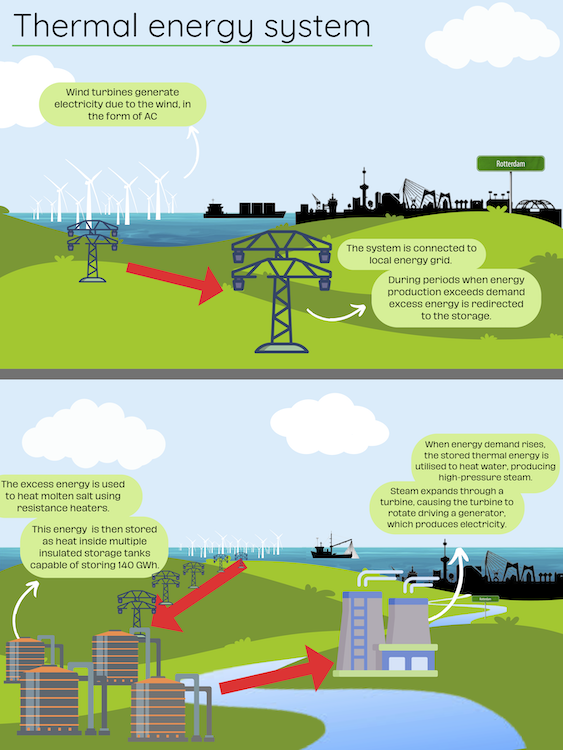 Thermal energy system
Wind turbines generate
electricity due to the wind, in
the form of AC
Rotterdam
The system is connected to
local energy grid.
During periods when energy
production exceeds demand
excess energy is redirected
to the storage.
When energy demand rises,
the stored thermal energy is
utilised to heat water, producing
high-pressure steam.
Steam expands through a
turbine, causing the turbine to
rotate driving a generator,
which produces electricity.
The excess energy is used
to heat molten salt using
resistance heaters.
This energy is then stored
as heat inside multiple
insulated storage tanks
capable of storing 140 GWh.
Rotterdam